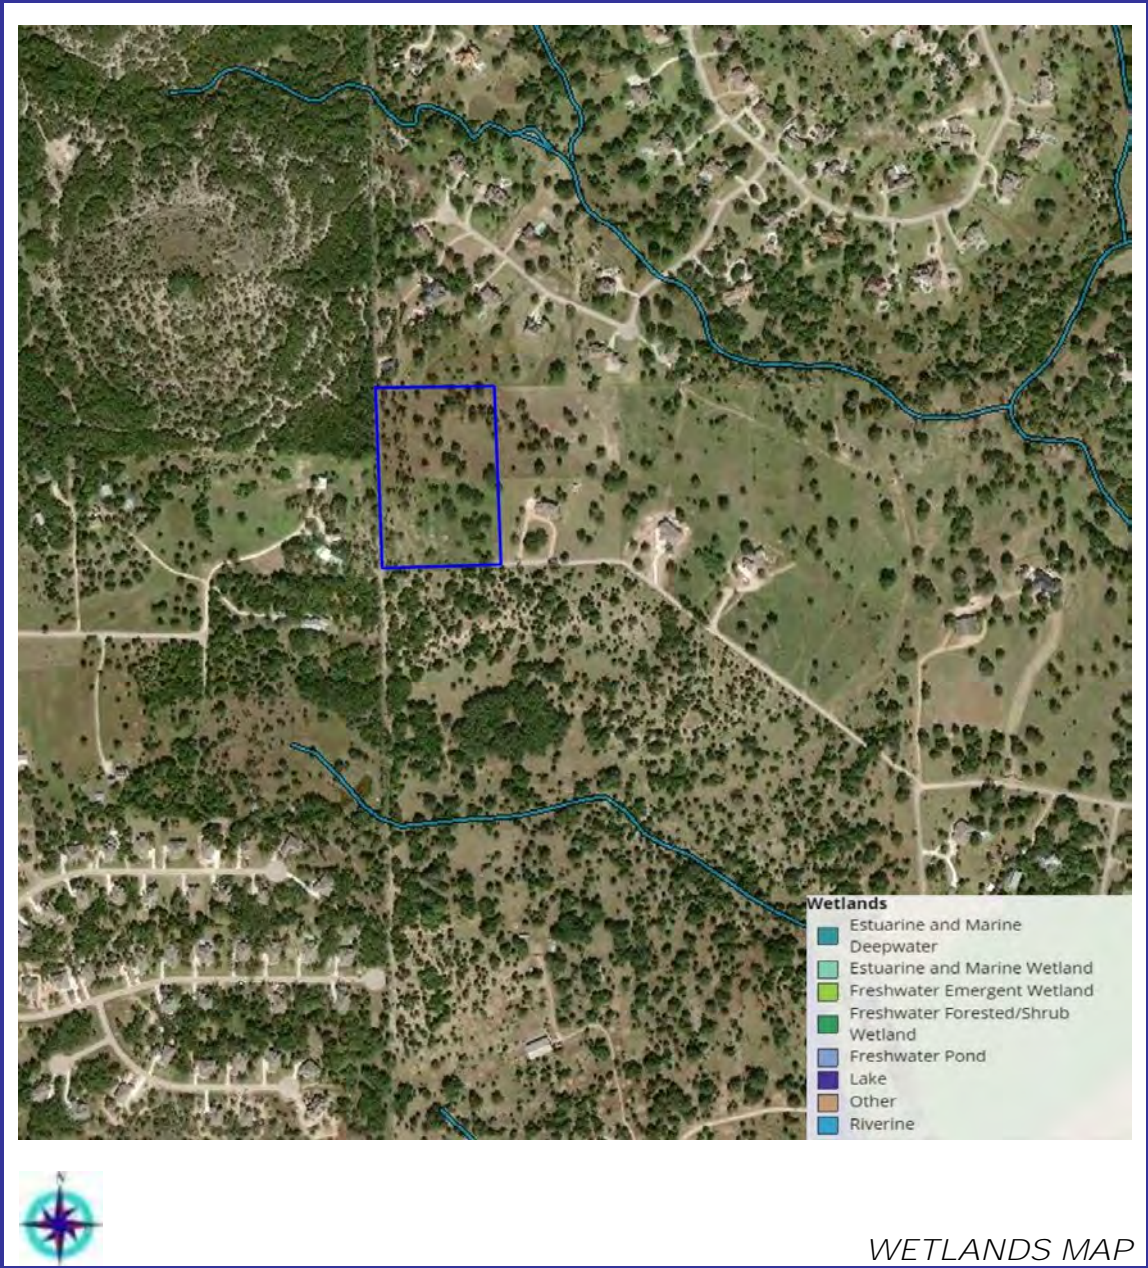 Wetlands
Estuarine and Marine
Deepwater
Estuarine and Marine Wetland
Freshwater Emergent Wetland
Freshwater Forested/Shrub
Wetland
Freshwater Pond
Lake
Other
Riverine
N
WETLANDS MAP